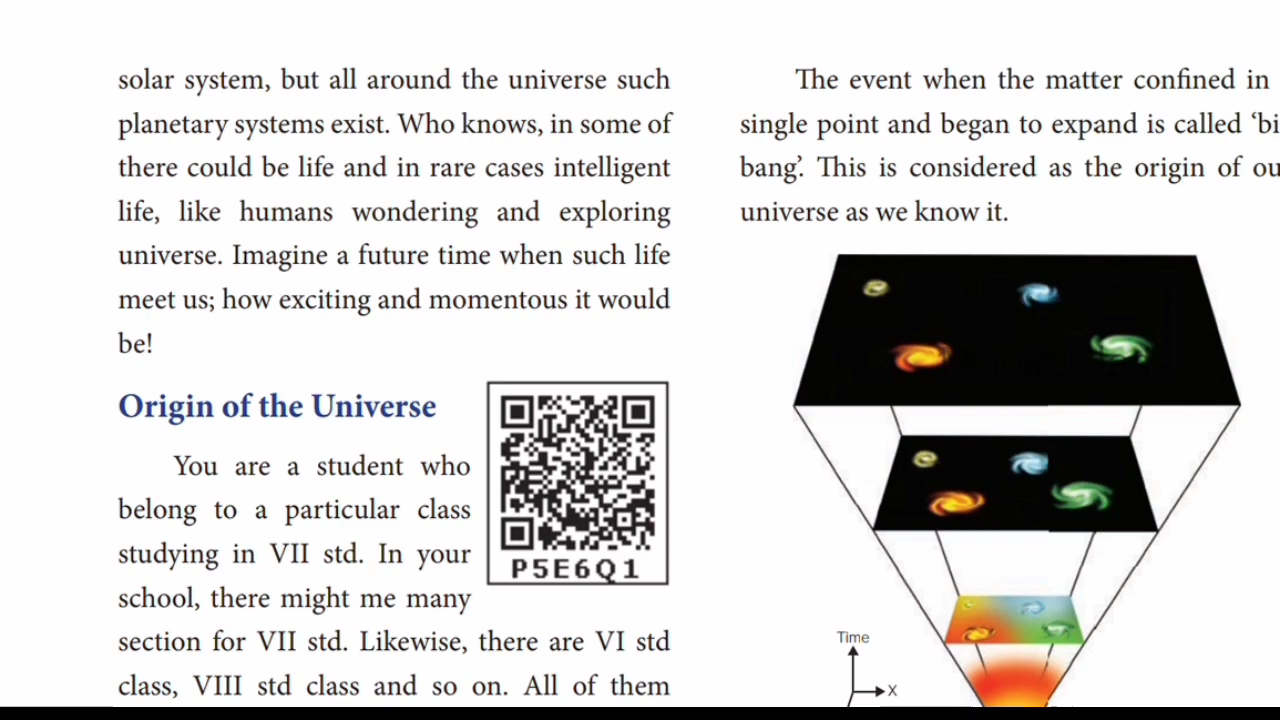 solar system, but all around the universe such
planetary systems exist. Who knows, in some of
there could be life and in rare cases intelligent
life, like humans wondering and exploring
universe. Imagine a future time when such life
meet us; how exciting and momentous it would
be!
Origin of the Universe
You are a student who
belong to a particular class
studying in VII std. In your
school, there might me many
section for VII std. Likewise, there are VI std
class, VIII std class and so on. All of them
P5E6Q1
The event when the matter confined in
single point and began to expand is called ‘bi
bang’. This is considered as the origin of ou
universe as we know it.
Time
X